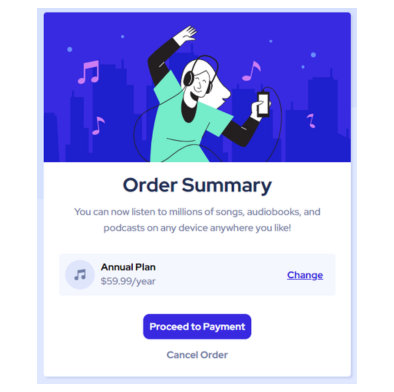 Order Summary
You can now listen to millions of songs, audiobooks, and
podcasts on any device anywhere you like!
Annual Plan
$59.99/year
Change
Proceed to Payment
Cancel Order